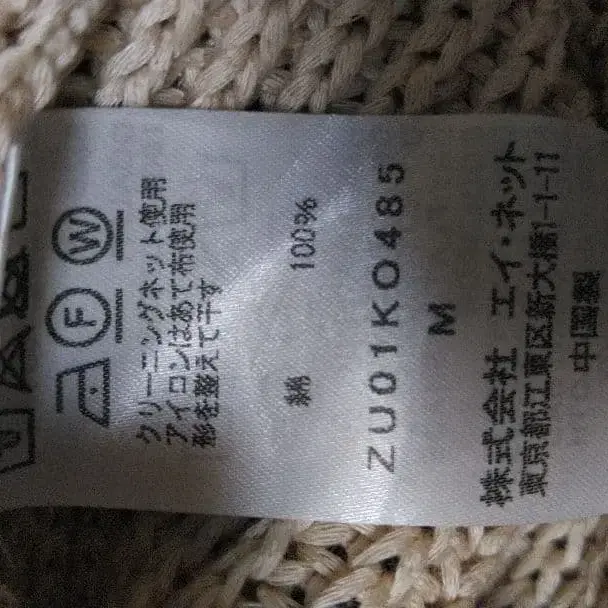 F W
クリーニングネット使用
アイロンはあて布使用
形を整えて干す
綿 100%
ZU01KO485
M
株式会社 エイ・ネット
東京都江東区新大橋1-1-11
中国製